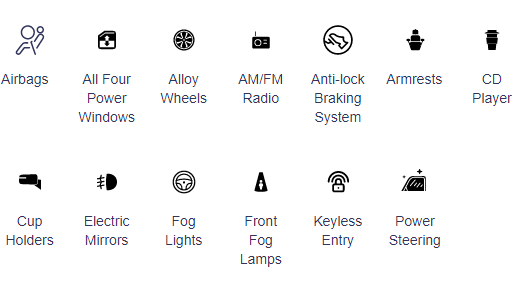 Airbags
All Four
Power
Windows
Alloy
Wheels
AM/FM
Radio
Anti-lock
Braking
System
Armrests
CD
Player
Cup
Holders
Electric
Mirrors
Fog
Lights
Front
Fog
Lamps
Keyless
Entry
Power
Steering